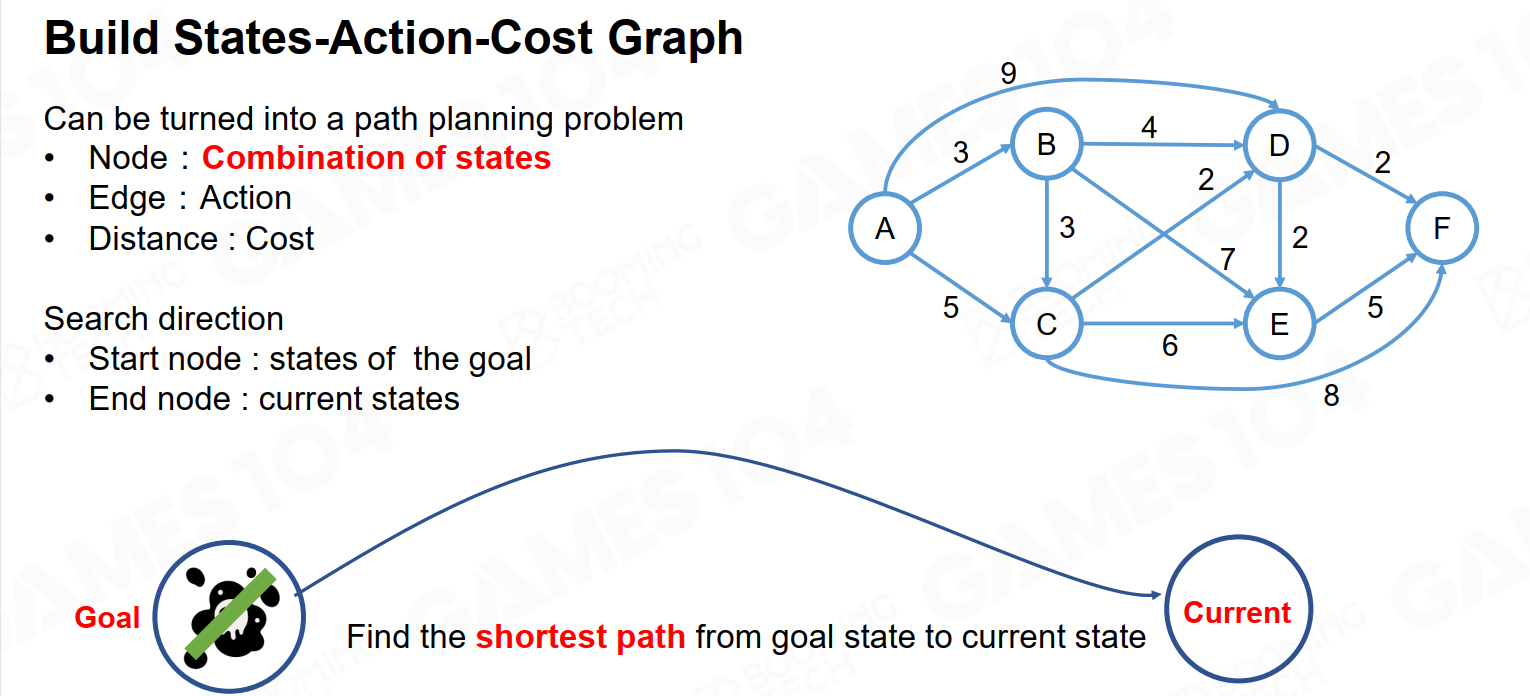 Build States-Action-Cost Graph
Can be turned into a path planning problem
• Node：Combination of states
• Edge：Action
• Distance : Cost
Search direction
• Start node : states of the goal
• End node : current states
9
3
4
2
2
A
B
D
F
3
7
2
5
C
E
6
5
8
Goal
Find the shortest path from goal state to current state
Current
GAMES104
BOOMING TECH